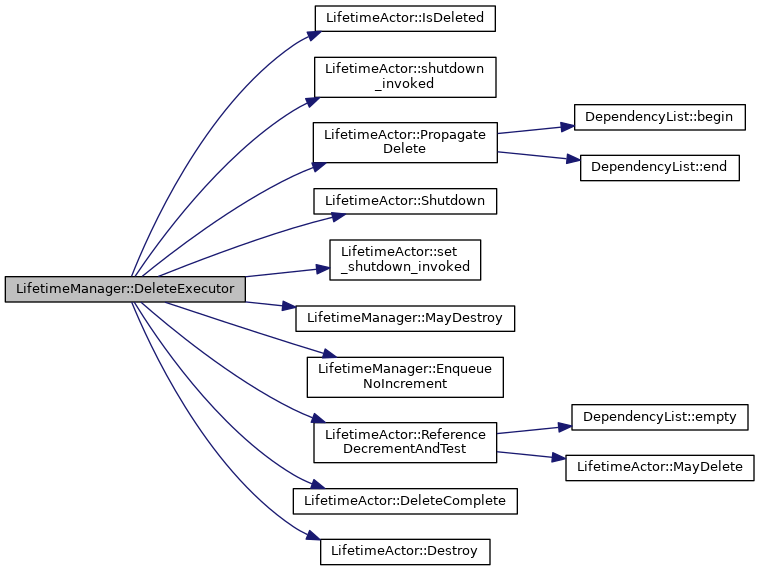 LifetimeActor::IsDeleted
LifetimeActor::shutdown
_invoked
LifetimeActor::Propagate
Delete
DependencyList::begin
DependencyList::end
LifetimeActor::Shutdown
LifetimeActor::set
_shutdown_invoked
LifetimeManager::DeleteExecutor
LifetimeManager::MayDestroy
LifetimeManager::Enqueue
NoIncrement
LifetimeActor::Reference
DecrementAndTest
DependencyList::empty
LifetimeActor::MayDelete
LifetimeActor::DeleteComplete
LifetimeActor::Destroy